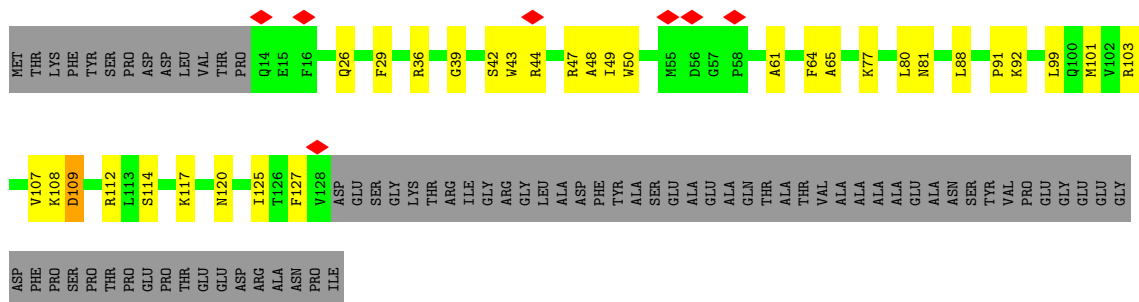 MET THR LYS PHE TYR SER PRO ASP ASP LEU VAL THR PRO Q14 E15 F16 Q26 F29 R36 G39 S42 W43 R44 R47 A48 I49 W50 M55 D56 G57 P58 A61 F64 A65 K77 L80 N81 L88 P91 K92 L99 Q100 M101 V102 R103
V107 K108 D109 R112 L113 S114 K117 N120 I125 T126 F127 V128 ASP GLU SER GLY LYS THR ARG ILE GLY ARG GLY LEU ALA ASP PHE TYR ALA SER GLU ALA GLU ALA GLN THR ALA THR VAL ALA ALA ALA ALA GLU ALA ASN SER TYR VAL PRO GLU GLY GLU GLU GLY
ASP PHE PRO SER PRO THR PRO GLU PRO THR GLU GLU ASP ARG ALA ASN PRO ILE